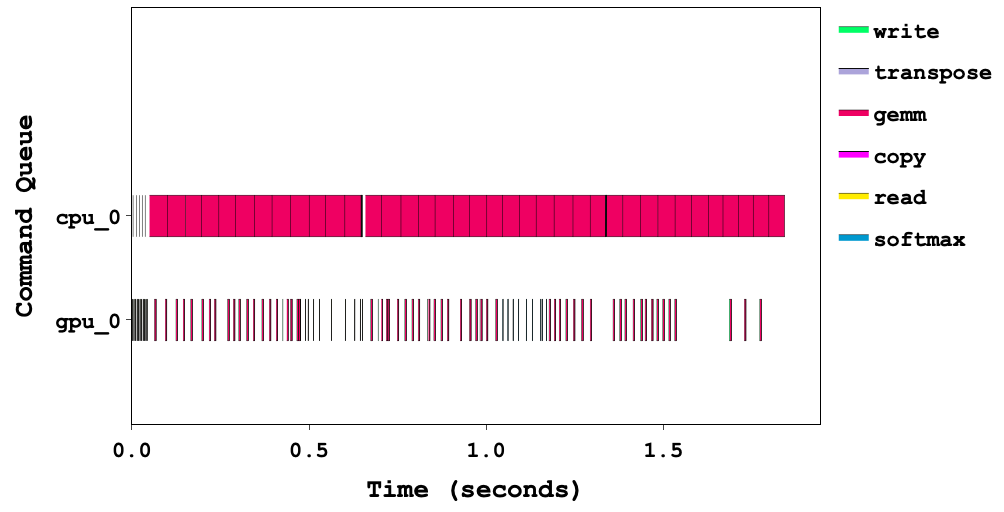 write
transpose
gemm
copy
read
softmax
Command Queue
cpu_0
gpu_0
0.0 0.5 1.0 1.5
Time (seconds)